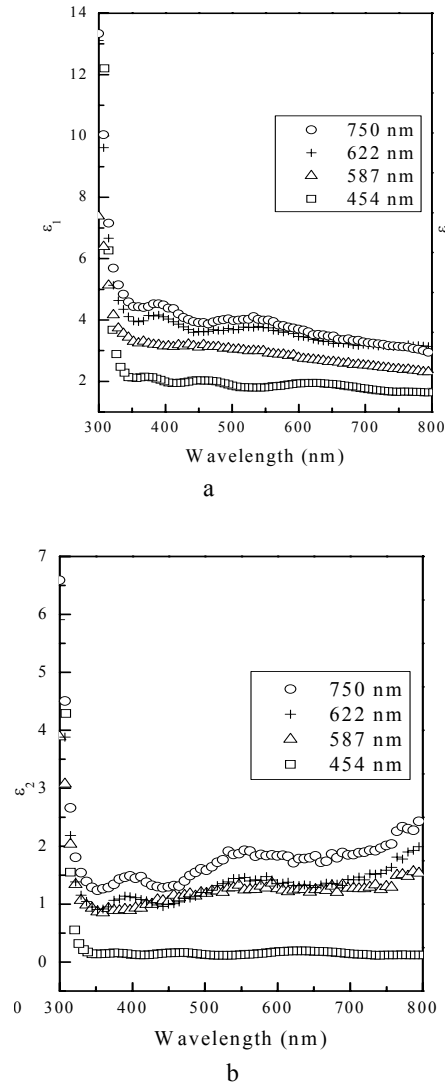 14
12
10
8
6
4
2
ε1
ε
750 nm
622 nm
587 nm
454 nm
300 400 500 600 700 800
Wavelength (nm)
a
7
6
5
4
3
2
1
0
ε2
750 nm
622 nm
587 nm
454 nm
0 300 400 500 600 700 800
Wavelength (nm)
b